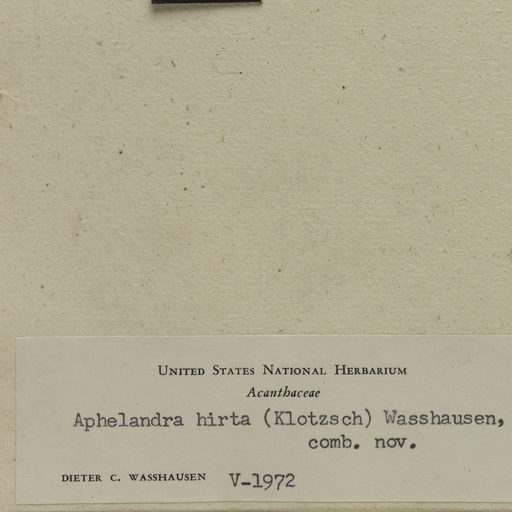 United States National Herbarium
Acanthaceae
Aphelandra hirta (Klotzsch) Wasshausen,
comb. nov.
DIETER C. WASSHAUSEN V-1972